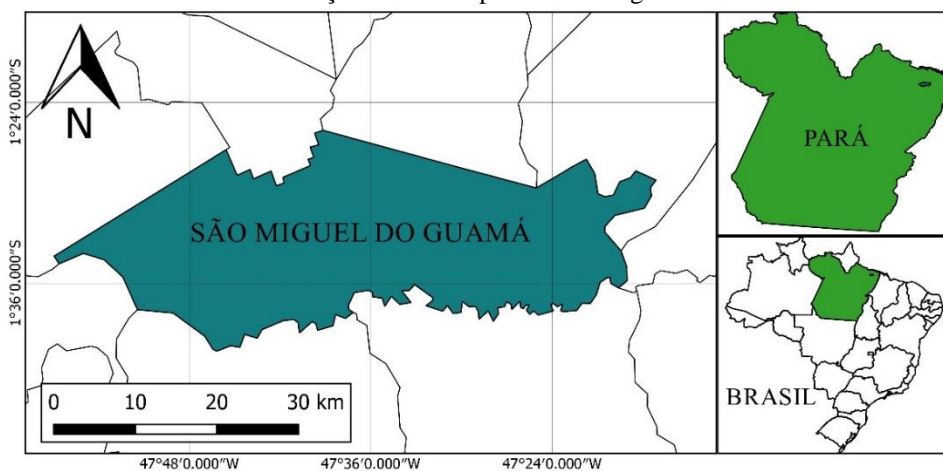 N
1°24'0.000"S
1°36'0.000"S
SÃO MIGUEL DO GUAMÁ
0 10 20 30 km
47°48'0.000"W 47°36'0.000"W 47°24'0.000"W
PARÁ
BRASIL